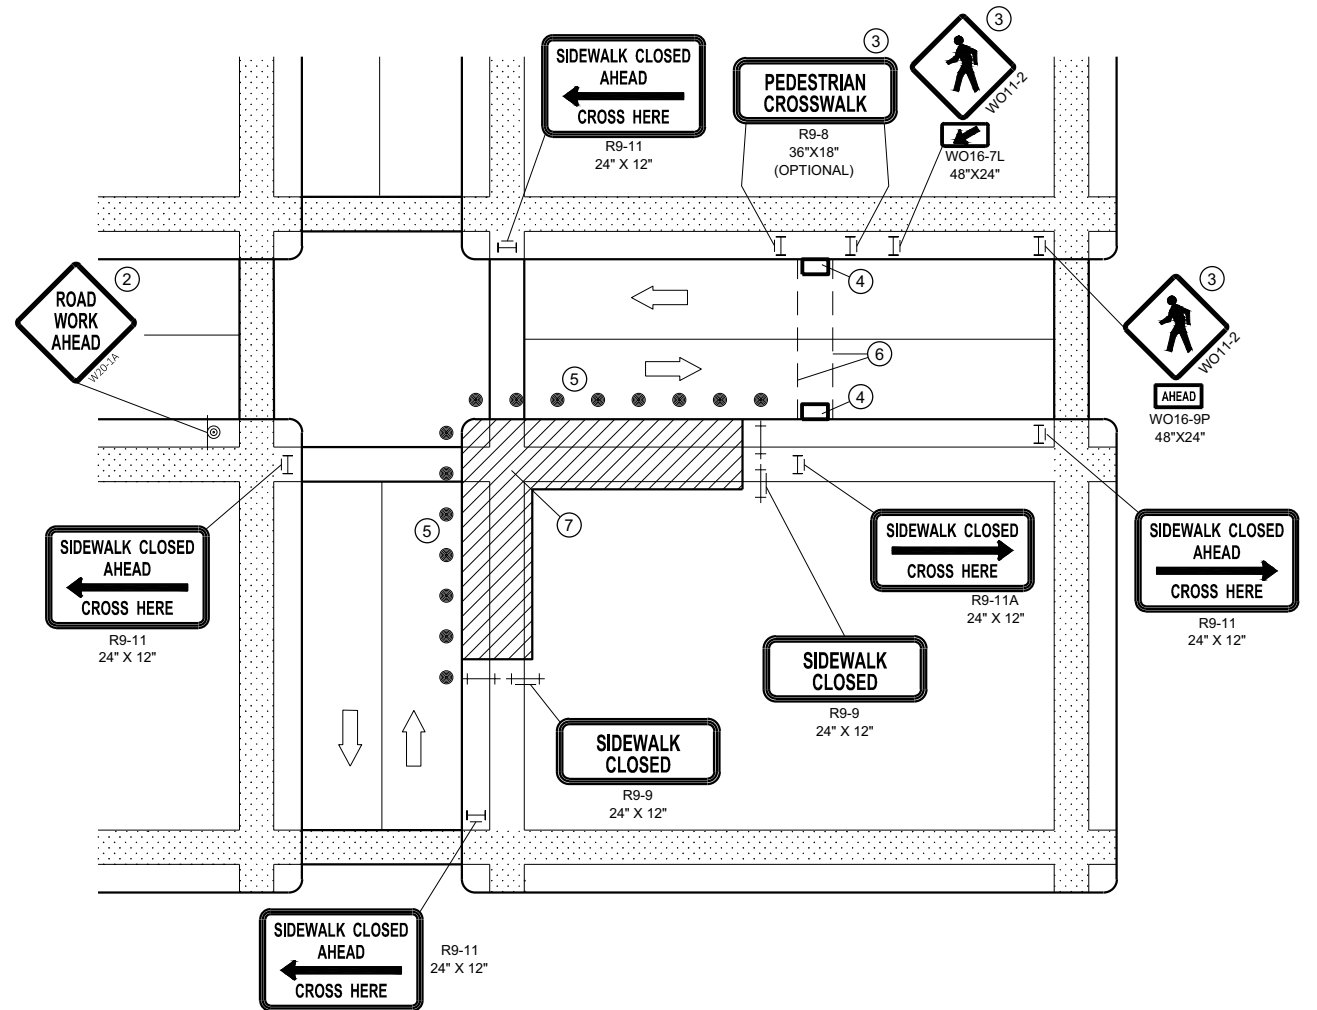 SIDEWALK CLOSED
AHEAD
CROSS HERE
R9-11
24" X 12"
3
PEDESTRIAN
CROSSWALK
R9-8
36"X18"
(OPTIONAL)
3
WO11-2
WO16-7L
48"X24"
2
ROAD
WORK
AHEAD
W20-1A
4
3
WO11-2
AHEAD
WO16-9P
48"X24"
6
5
4
5
7
SIDEWALK CLOSED
AHEAD
CROSS HERE
R9-11
24" X 12"
SIDEWALK CLOSED
CROSS HERE
R9-11A
24" X 12"
SIDEWALK CLOSED
AHEAD
CROSS HERE
R9-11
24" X 12"
SIDEWALK
CLOSED
R9-9
24" X 12"
SIDEWALK
CLOSED
R9-9
24" X 12"
SIDEWALK CLOSED
AHEAD
CROSS HERE
R9-11
24" X 12"